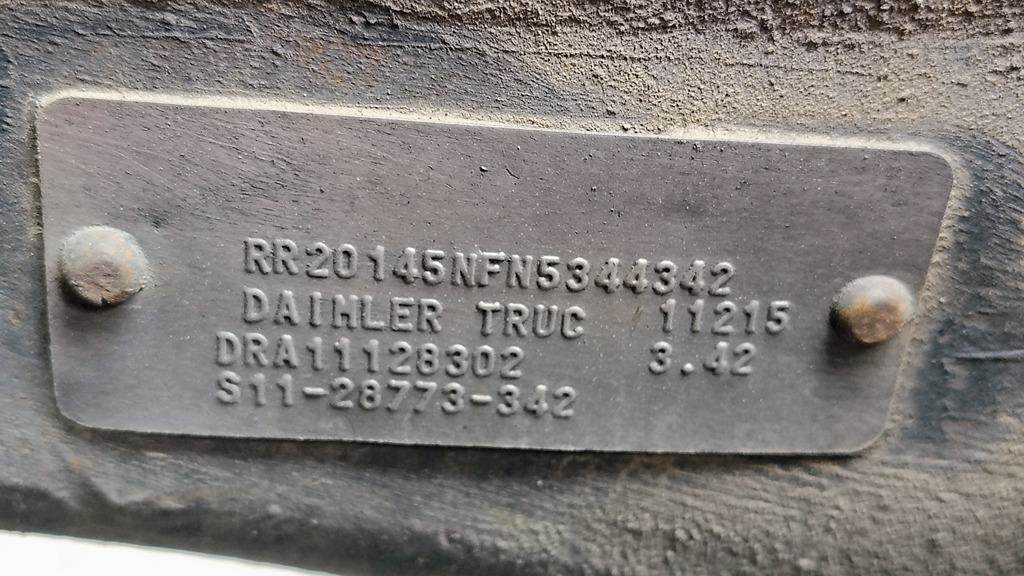 RR20145NFN5344342
DAIHLER TRUC 11215
DRA11128302 3.42
S11-28773-342